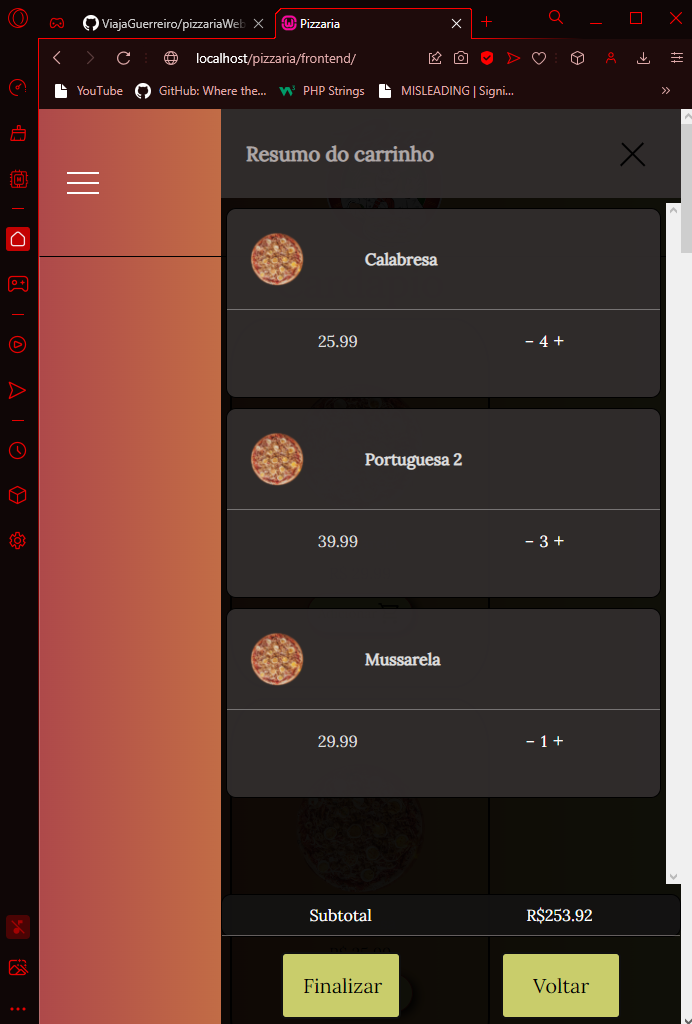 ViajaGuerreiro/pizzariaWeb
Pizzaria
localhost/pizzaria/frontend/
YouTube
GitHub: Where the...
PHP Strings
MISLEADING | Signi...
Resumo do carrinho
Calabresa
25.99
− 4 +
Portuguesa 2
39.99
− 3 +
Mussarela
29.99
− 1 +
Subtotal R$253.92
Finalizar Voltar